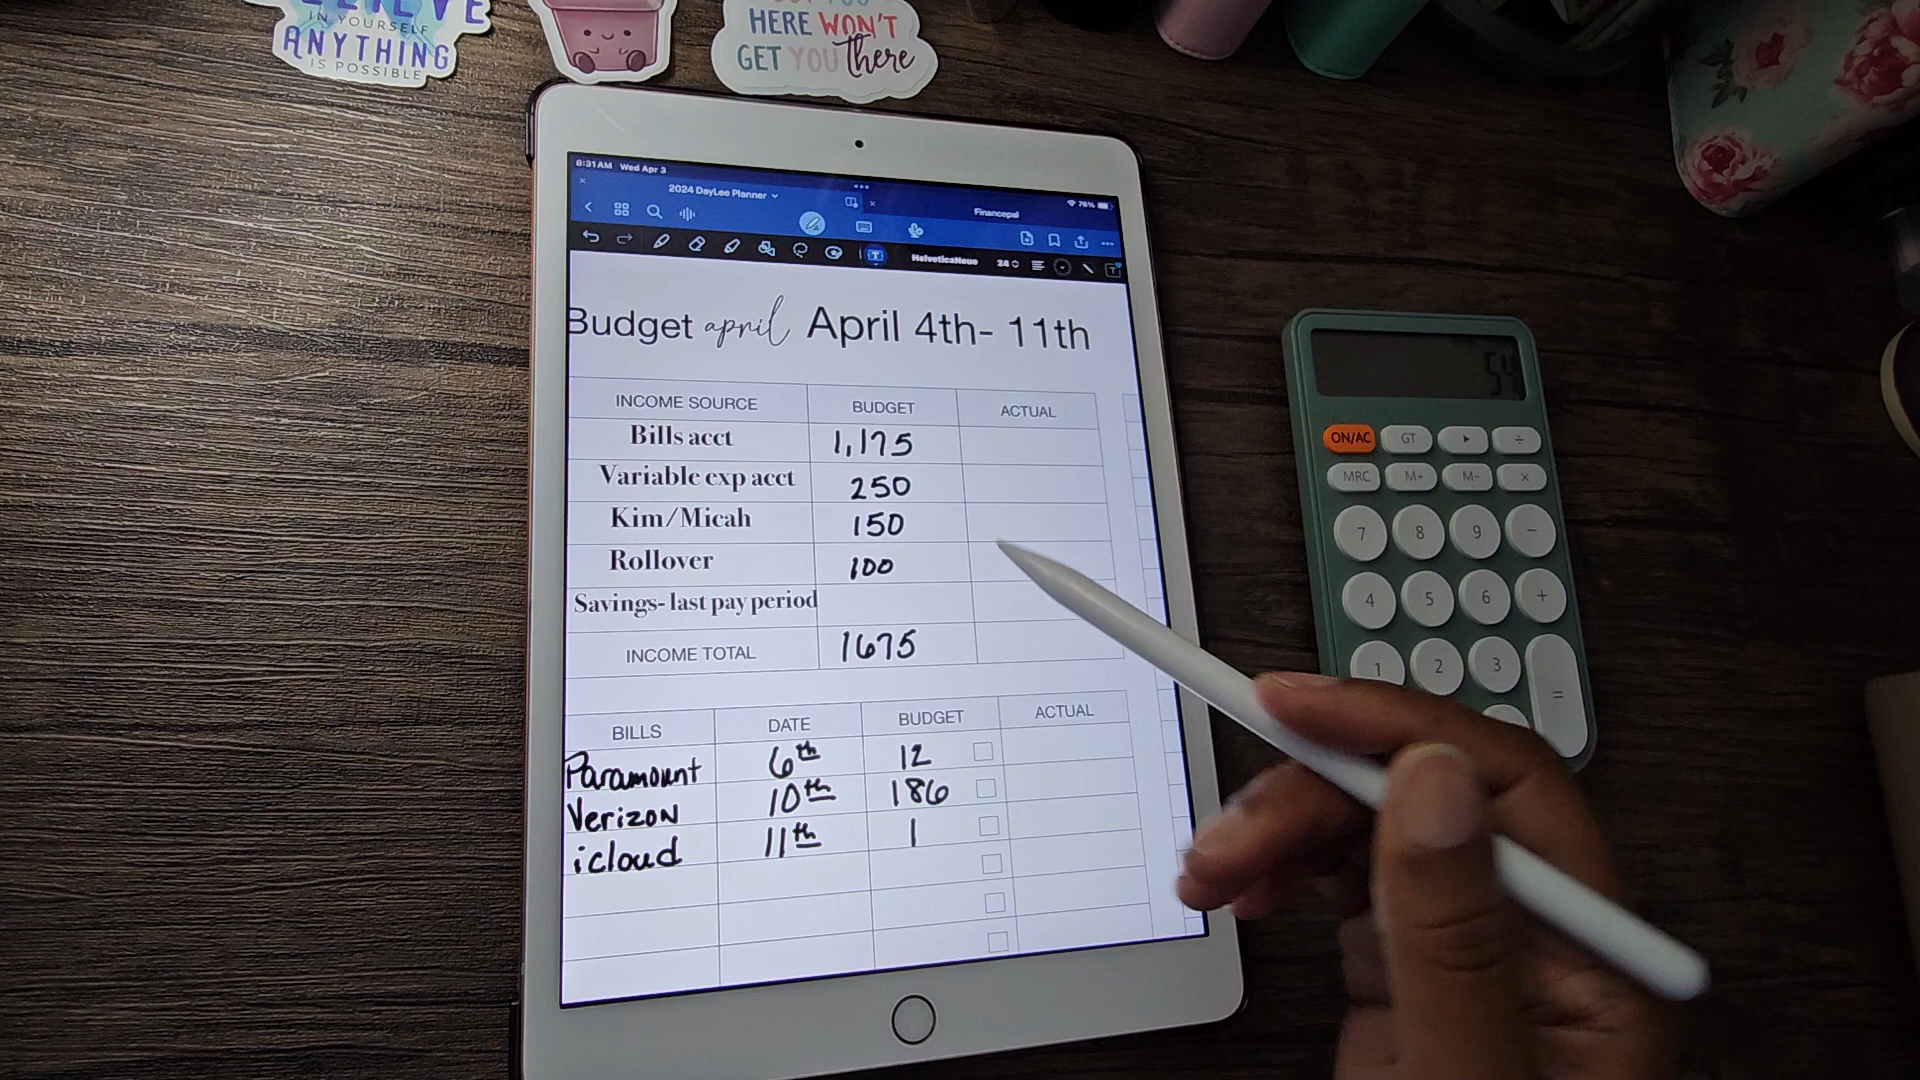 IN YOURSELF
ANYTHING
IS POSSIBLE
HERE WON'T
GET YOU there
8:31AM Wed Apr 3
76%
2024 DayLee Planner
Financepal
HelveticaNeue 24
Budget april April 4th- 11th
INCOME SOURCE BUDGET ACTUAL
Bills acct 1,175
Variable exp acct 250
Kim/Micah 150
Rollover 100
Savings- last pay period
INCOME TOTAL 1675
BILLS DATE BUDGET ACTUAL
Paramount 6th 12
Verizon 10th 186
icloud 11th 1
54
ON/AC GT ▶ ÷
MRC M+ M- ×
7 8 9 −
4 5 6 +
1 2 3 =